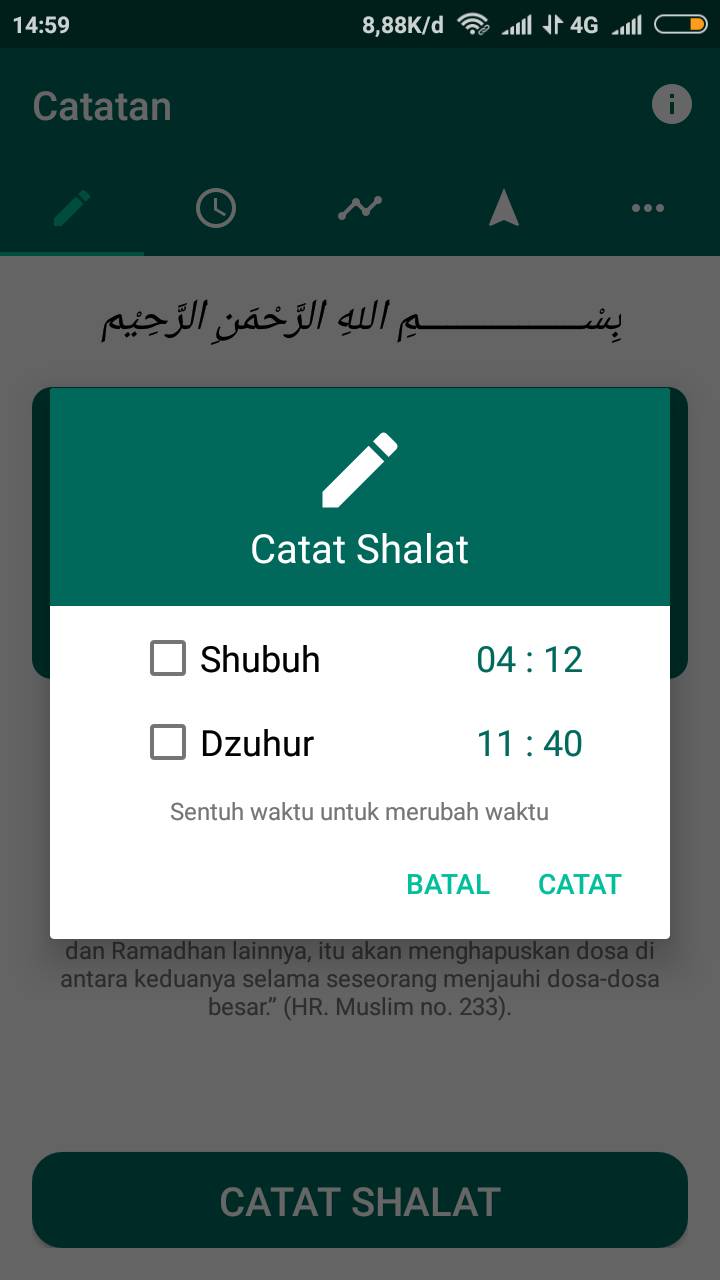 14:59 8,88K/d 4G
Catatan
بِسْـــــــــــــــــمِ اللهِ الرَّحْمَنِ الرَّحِيْمِ
Catat Shalat
Shubuh 04 : 12
Dzuhur 11 : 40
Sentuh waktu untuk merubah waktu
BATAL CATAT
dan Ramadhan lainnya, itu akan menghapuskan dosa di
antara keduanya selama seseorang menjauhi dosa-dosa
besar.” (HR. Muslim no. 233).
CATAT SHALAT